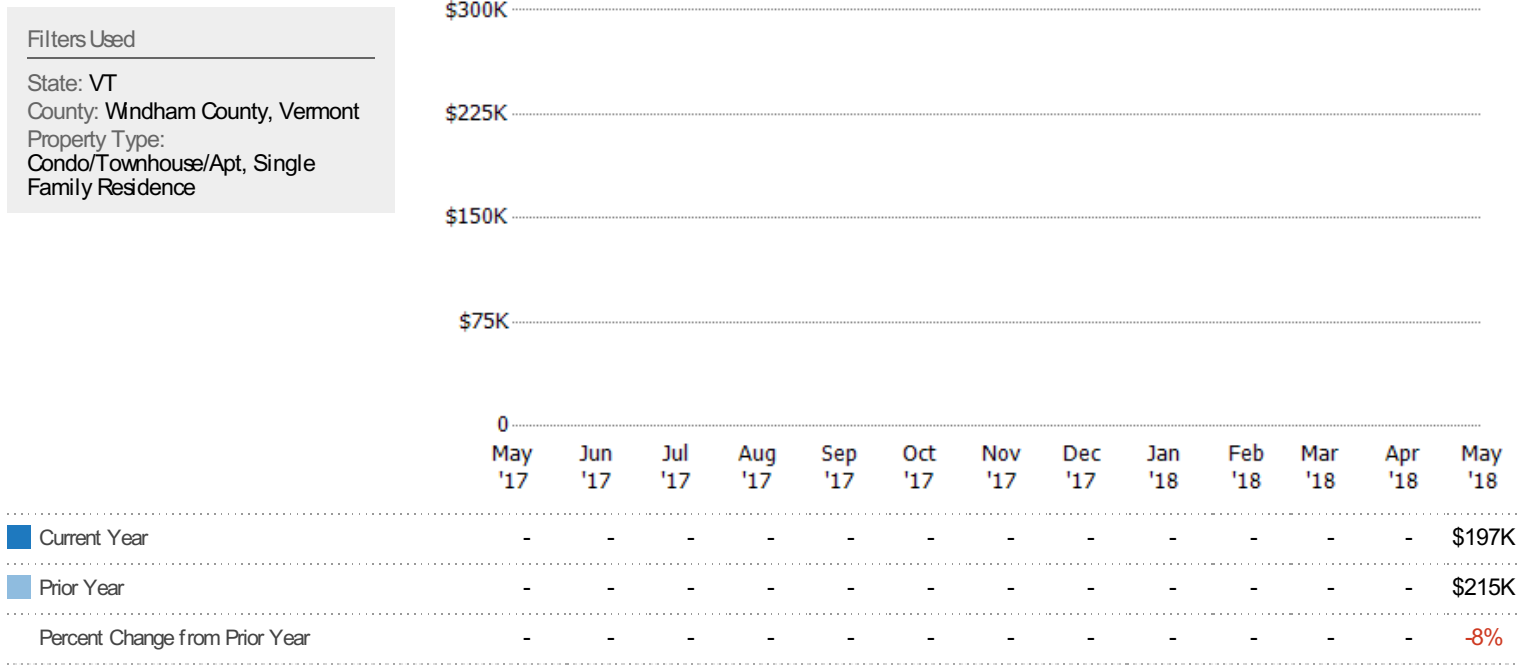 Filters Used
State: VT
County: Windham County, Vermont
Property Type:
Condo/Townhouse/Apt, Single
Family Residence
$300K
$225K
$150K
$75K
0
May Jun Jul Aug Sep Oct Nov Dec Jan Feb Mar Apr May
'17 '17 '17 '17 '17 '17 '17 '17 '18 '18 '18 '18 '18
Current Year - - - - - - - - - - - - $197K
Prior Year - - - - - - - - - - - - $215K
Percent Change from Prior Year - - - - - - - - - - - - -8%